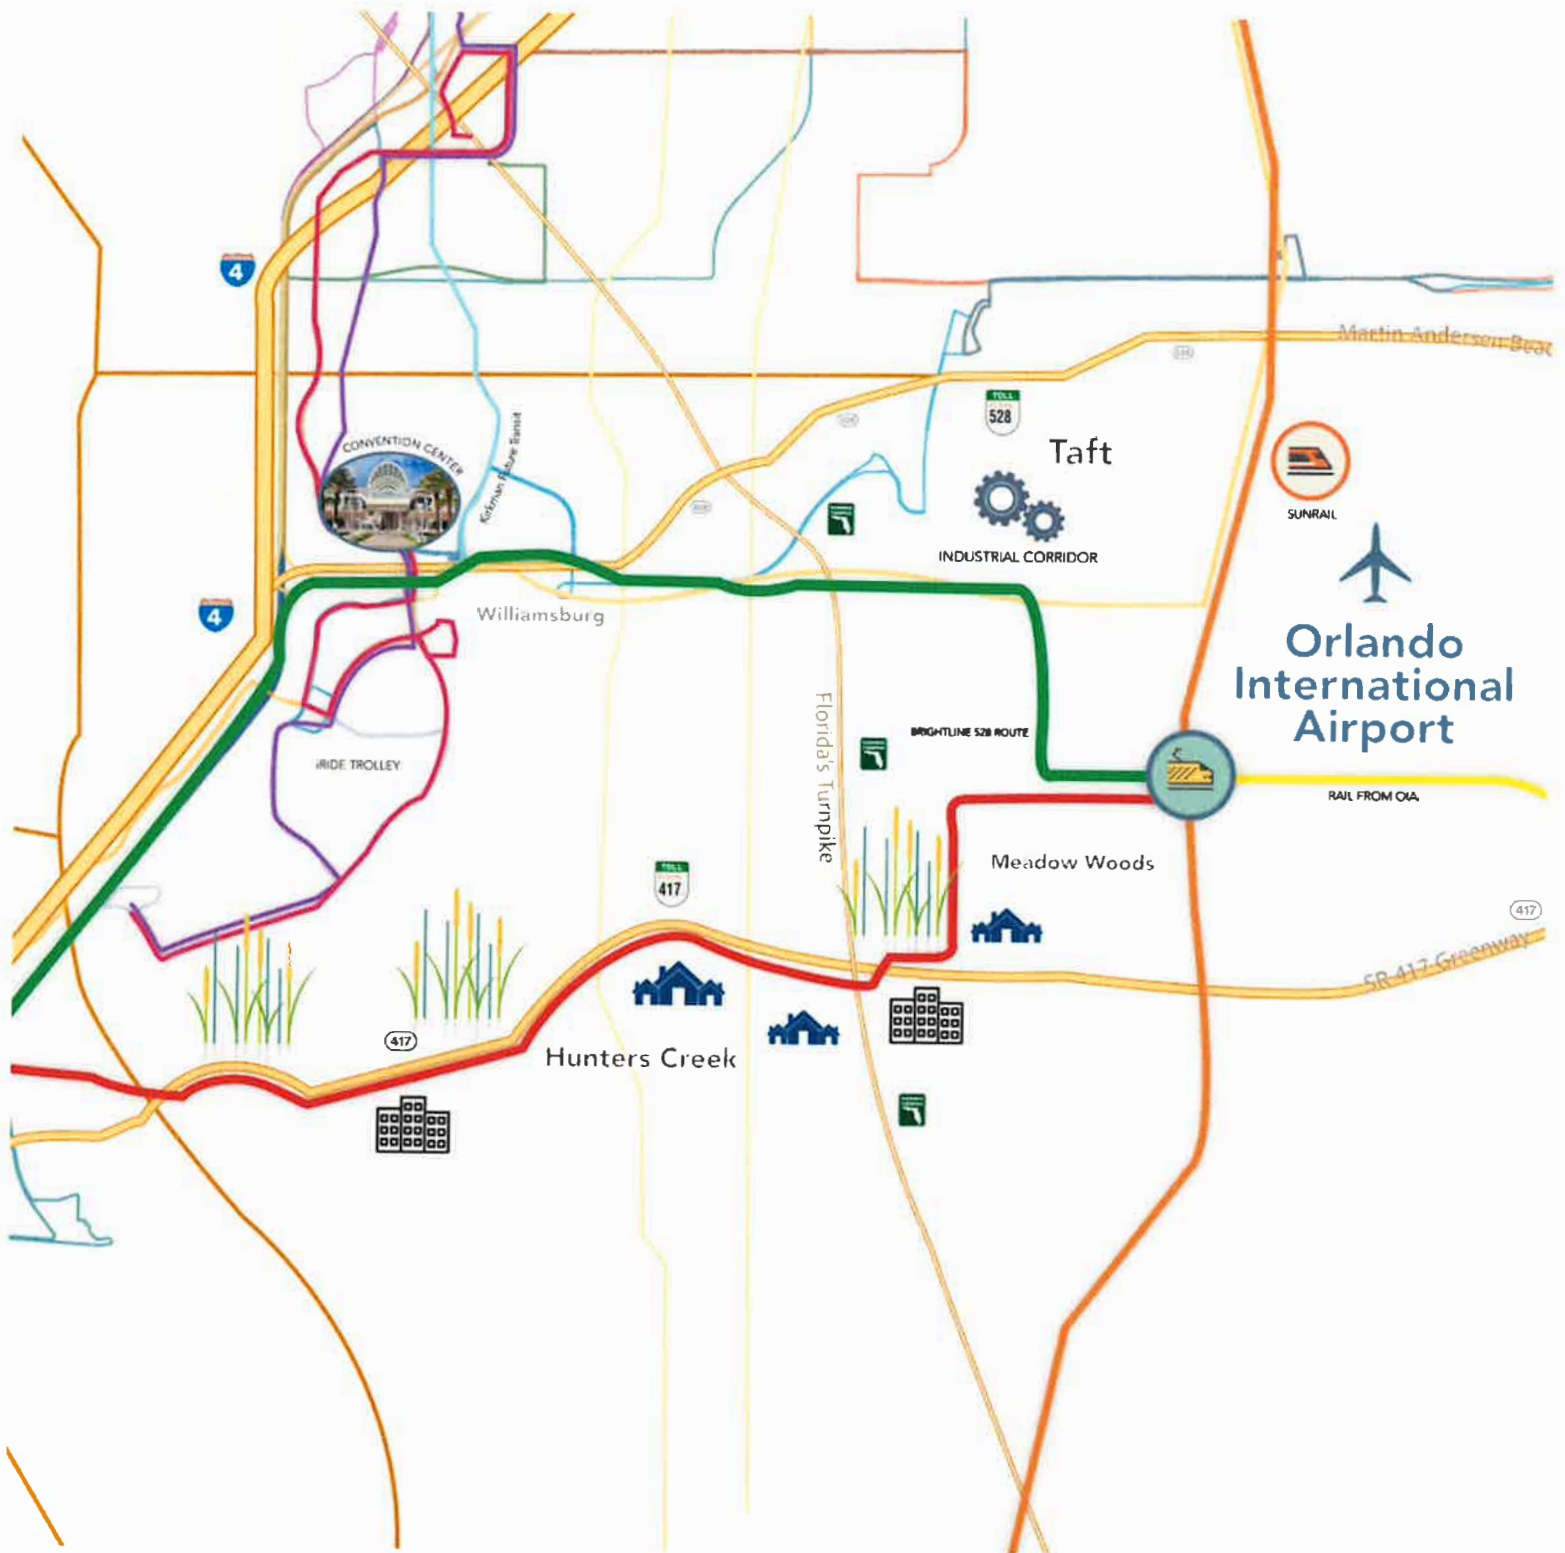 4
Martin Andersen Beac
TOLL
528
CONVENTION CENTER
Kirkman Future Transit
Taft
SUNRAIL
INDUSTRIAL CORRIDOR
4
Williamsburg
Orlando
International
Airport
Florida's Turnpike
BRIGHTLINE 528 ROUTE
iRIDE TROLLEY
RAIL FROM OIA
Meadow Woods
TOLL
417
417
SR 417 Greenway
417
Hunters Creek